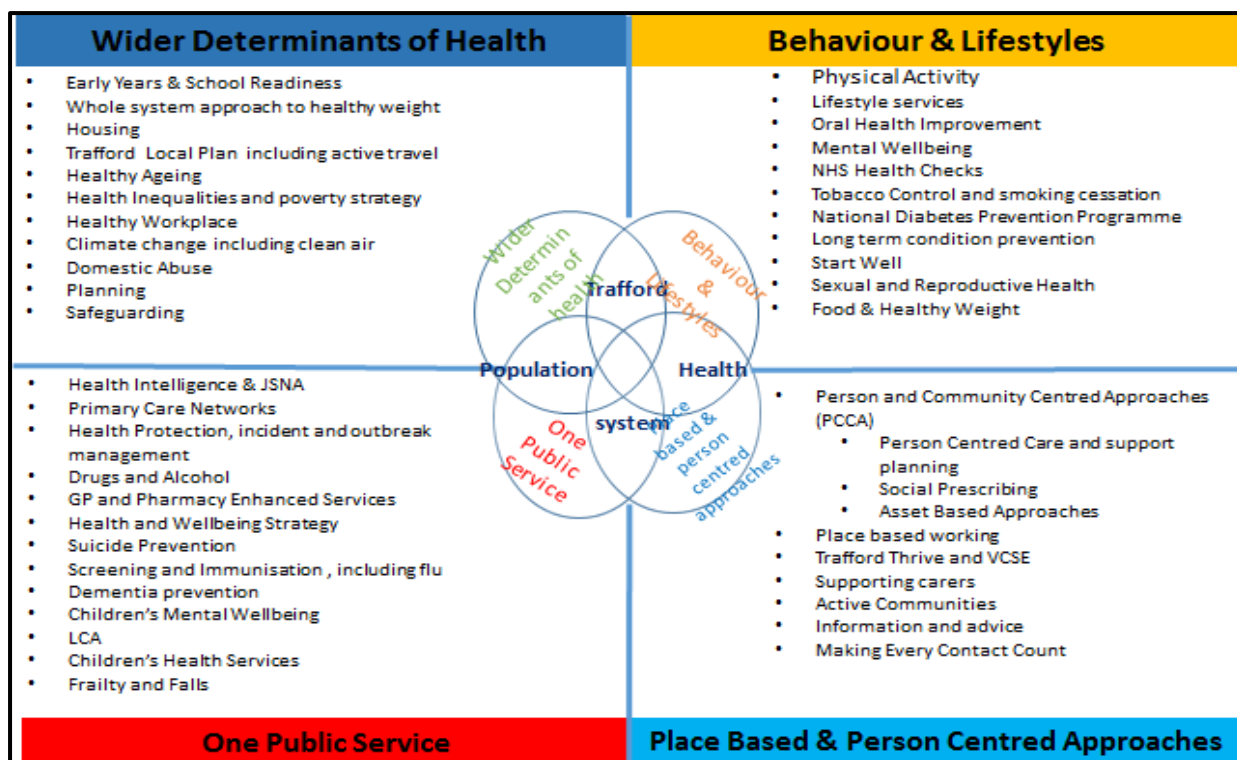 Wider Determinants of Health
• Early Years & School Readiness
• Whole system approach to healthy weight
• Housing
• Trafford Local Plan including active travel
• Healthy Ageing
• Health Inequalities and poverty strategy
• Healthy Workplace
• Climate change including clean air
• Domestic Abuse
• Planning
• Safeguarding
Behaviour & Lifestyles
• Physical Activity
• Lifestyle services
• Oral Health Improvement
• Mental Wellbeing
• NHS Health Checks
• Tobacco Control and smoking cessation
• National Diabetes Prevention Programme
• Long term condition prevention
• Start Well
• Sexual and Reproductive Health
• Food & Healthy Weight
Wider
Determin
ants of
health
Behaviour
&
Lifestyles
Trafford
Population
Health
system
One
Public
Service
Place
based &
person
centred
approaches
• Health Intelligence & JSNA
• Primary Care Networks
• Health Protection, incident and outbreak
management
• Drugs and Alcohol
• GP and Pharmacy Enhanced Services
• Health and Wellbeing Strategy
• Suicide Prevention
• Screening and Immunisation , including flu
• Dementia prevention
• Children's Mental Wellbeing
• LCA
• Children's Health Services
• Frailty and Falls
One Public Service
• Person and Community Centred Approaches
(PCCA)
• Person Centred Care and support
planning
• Social Prescribing
• Asset Based Approaches
• Place based working
• Trafford Thrive and VCSE
• Supporting carers
• Active Communities
• Information and advice
• Making Every Contact Count
Place Based & Person Centred Approaches